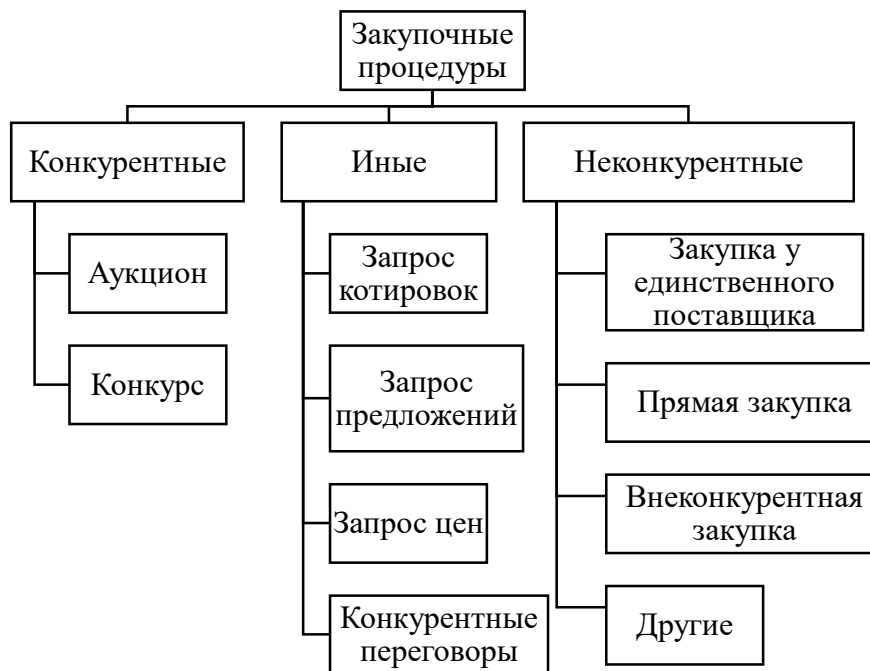 Закупочные
процедуры
Конкурентные
Аукцион
Конкурс
Иные
Запрос
котировок
Запрос
предложений
Запрос цен
Конкурентные
переговоры
Неконкурентные
Закупка у
единственного
поставщика
Прямая закупка
Внеконкурентная
закупка
Другие